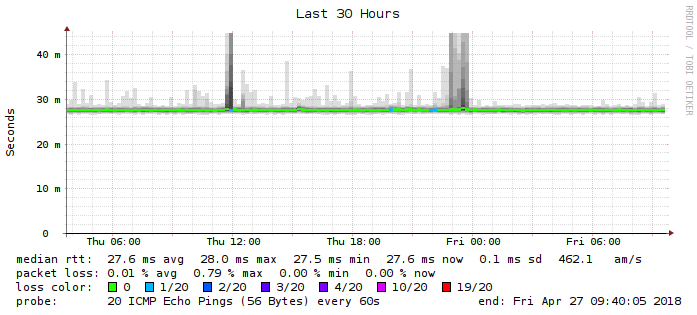 Last 30 Hours
RRDTOOL / TOBI OETIKER
Seconds
40 m
30 m
20 m
10 m
0
Thu 06:00 Thu 12:00 Thu 18:00 Fri 00:00 Fri 06:00
median rtt: 27.6 ms avg 28.0 ms max 27.5 ms min 27.6 ms now 0.1 ms sd 462.1 am/s
packet loss: 0.01 % avg 0.79 % max 0.00 % min 0.00 % now
loss color: 0 1/20 2/20 3/20 4/20 10/20 19/20
probe: 20 ICMP Echo Pings (56 Bytes) every 60s end: Fri Apr 27 09:40:05 2018